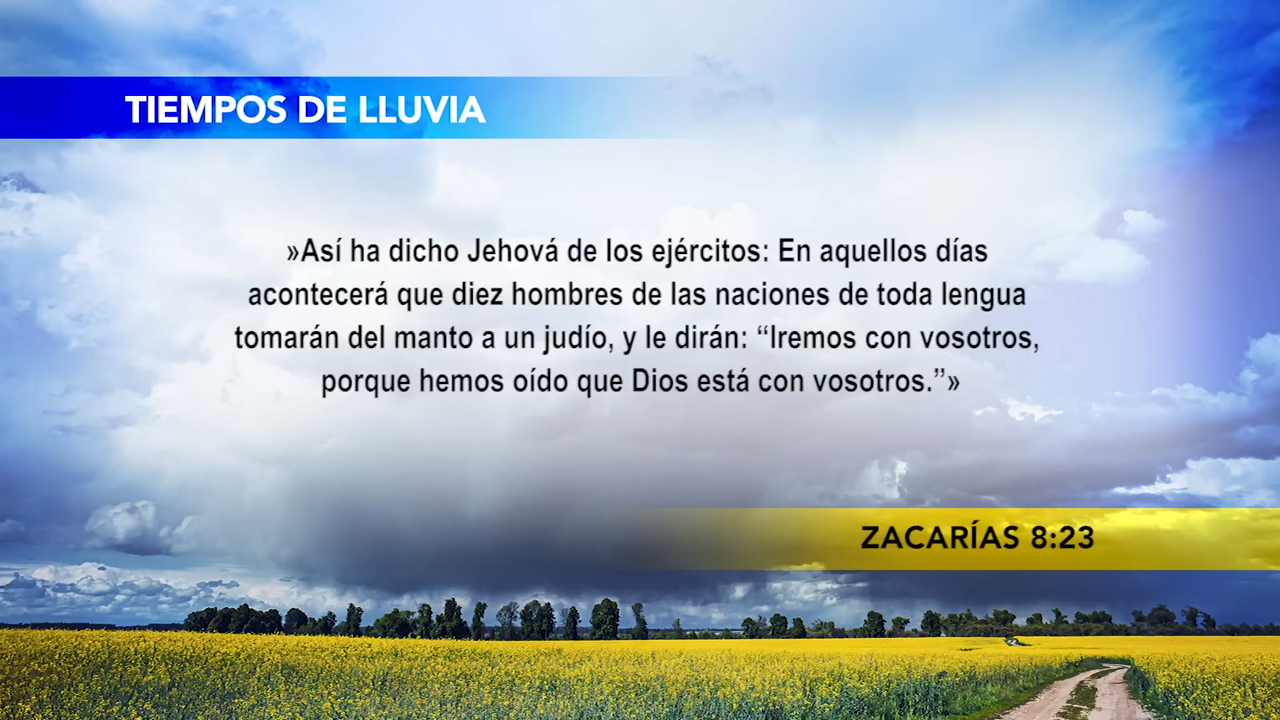 TIEMPOS DE LLUVIA
»Así ha dicho Jehová de los ejércitos: En aquellos días
acontecerá que diez hombres de las naciones de toda lengua
tomarán del manto a un judío, y le dirán: “Iremos con vosotros,
porque hemos oído que Dios está con vosotros.”»
ZACARÍAS 8:23